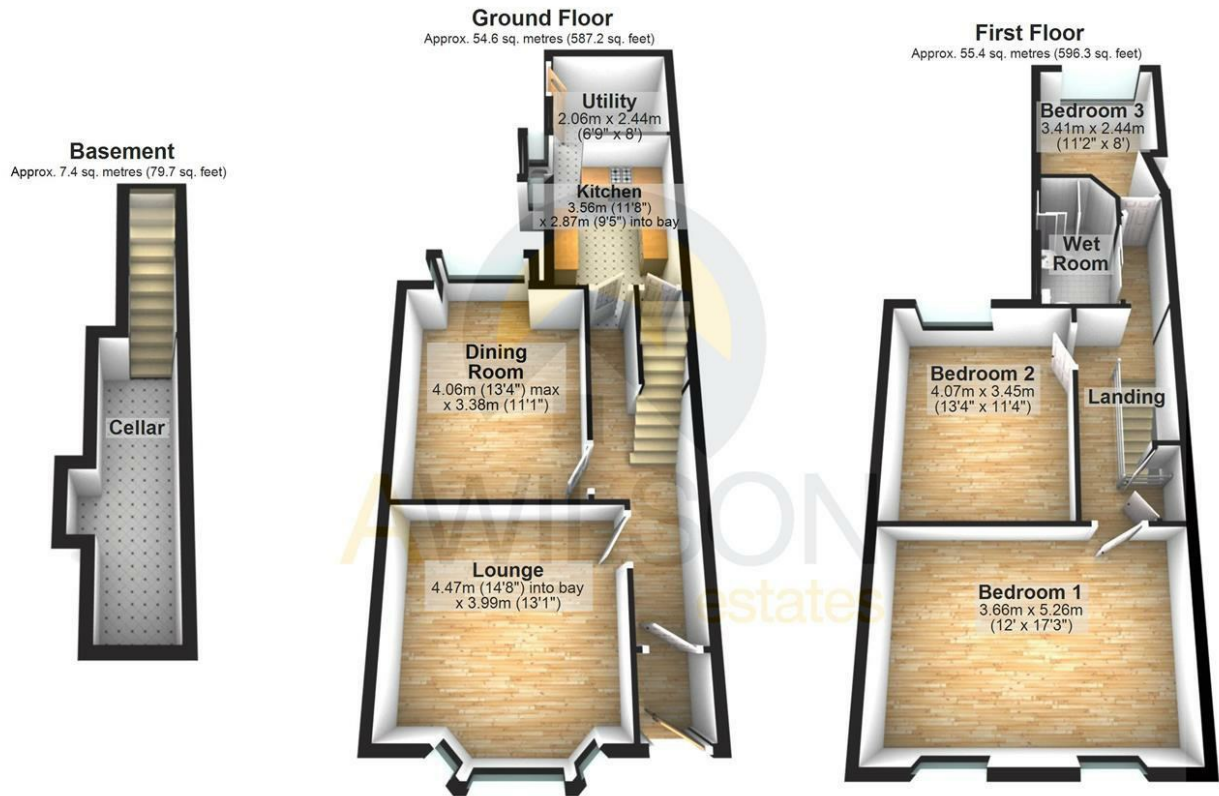 Basement
Approx. 7.4 sq. metres (79.7 sq. feet)
Cellar
Ground Floor
Approx. 54.6 sq. metres (587.2 sq. feet)
Utility
2.06m x 2.44m
(6'9" x 8')
Kitchen
3.56m (11'8")
x 2.87m (9'5") into bay
Dining
Room
4.06m (13'4") max
x 3.38m (11'1")
Lounge
4.47m (14'8") into bay
x 3.99m (13'1")
First Floor
Approx. 55.4 sq. metres (596.3 sq. feet)
Bedroom 3
3.41m x 2.44m
(11'2" x 8')
Wet
Room
Bedroom 2
4.07m x 3.45m
(13'4" x 11'4")
Landing
Bedroom 1
3.66m x 5.26m
(12' x 17'3")
AWILSON
estates